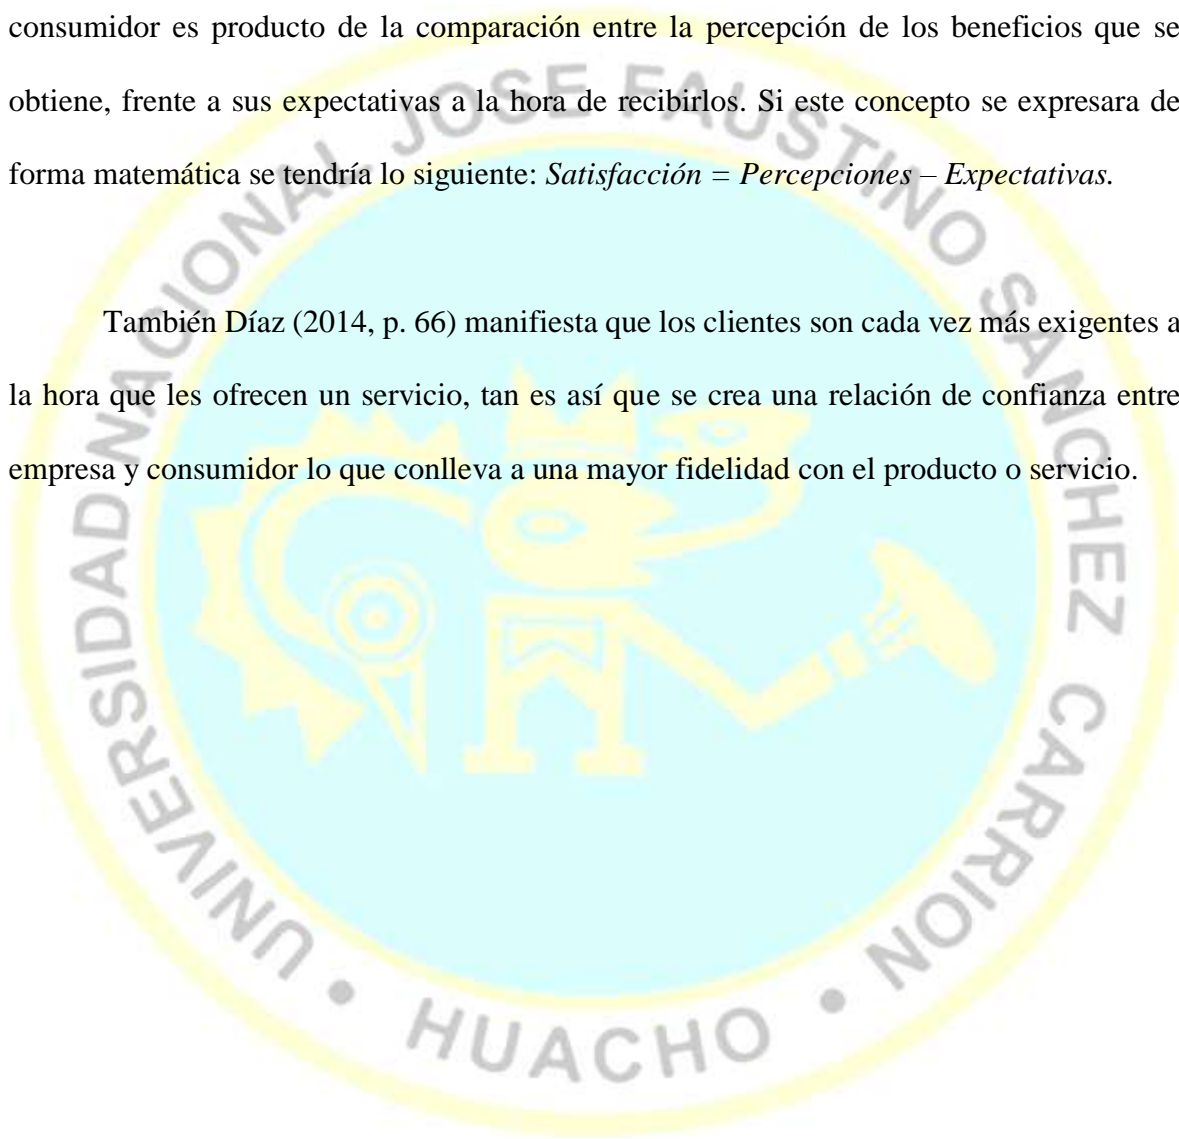 consumidor es producto de la comparación entre la percepción de los beneficios que se
obtiene, frente a sus expectativas a la hora de recibirlos. Si este concepto se expresara de
forma matemática se tendría lo siguiente: Satisfacción = Percepciones – Expectativas.
También Díaz (2014, p. 66) manifiesta que los clientes son cada vez más exigentes a
la hora que les ofrecen un servicio, tan es así que se crea una relación de confianza entre
empresa y consumidor lo que conlleva a una mayor fidelidad con el producto o servicio.
UNIVERSIDAD NACIONAL JOSE FAUSTINO SANCHEZ CARRION • HUACHO •